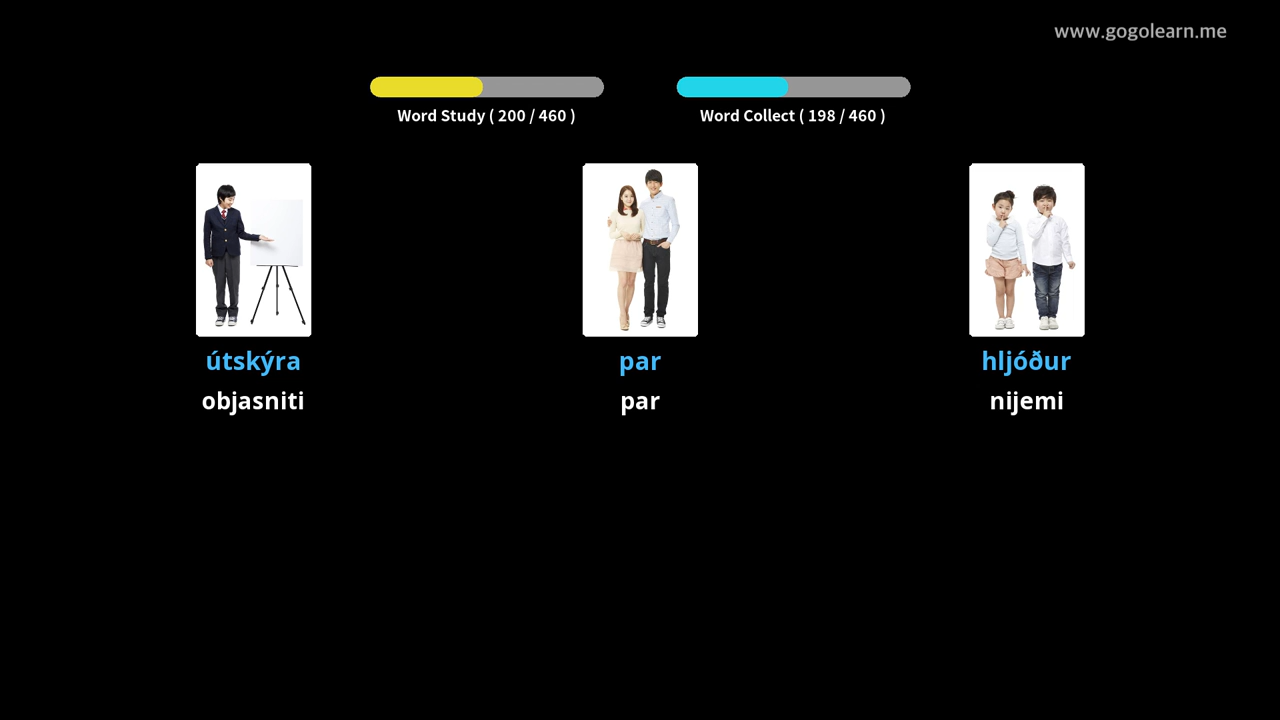 www.gogolearn.me
Word Study ( 200 / 460 )
Word Collect ( 198 / 460 )
útskýra
par
hljóður
objasniti
par
nijemi